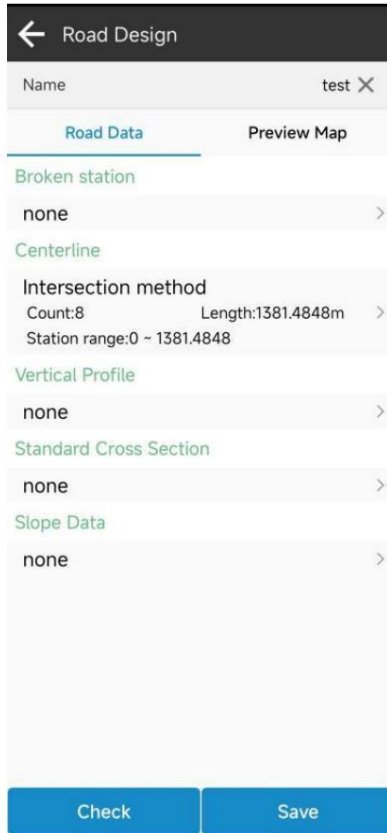 Road Design
Name test
Road Data Preview Map
Broken station
none
Centerline
Intersection method
Count:8 Length:1381.4848m
Station range:0 ~ 1381.4848
Vertical Profile
none
Standard Cross Section
none
Slope Data
none
Check Save